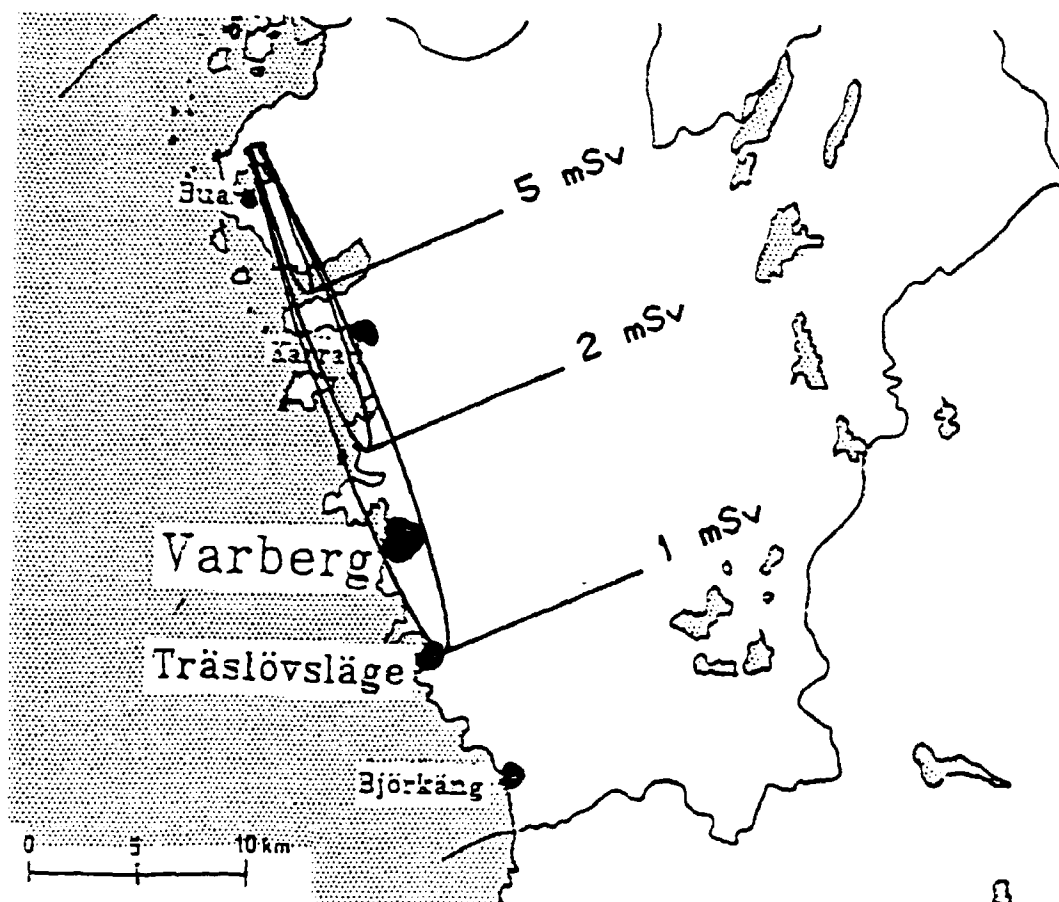 5 mSv
Bua
2 mSv
1 mSv
Varberg
Träslövsläge
Björkäng
0 5 10 km